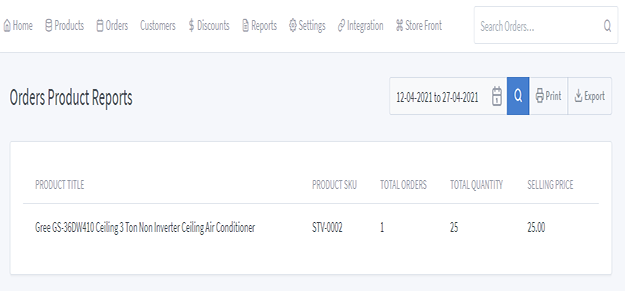 Home Products Orders Customers $ Discounts Reports Settings Integration Store Front Search Orders...
Orders Product Reports 12-04-2021 to 27-04-2021 Print Export
PRODUCT TITLE PRODUCT SKU TOTAL ORDERS TOTAL QUANTITY SELLING PRICE
Gree GS-36DW410 Ceiling 3 Ton Non Inverter Ceiling Air Conditioner STV-0002 1 25 25.00